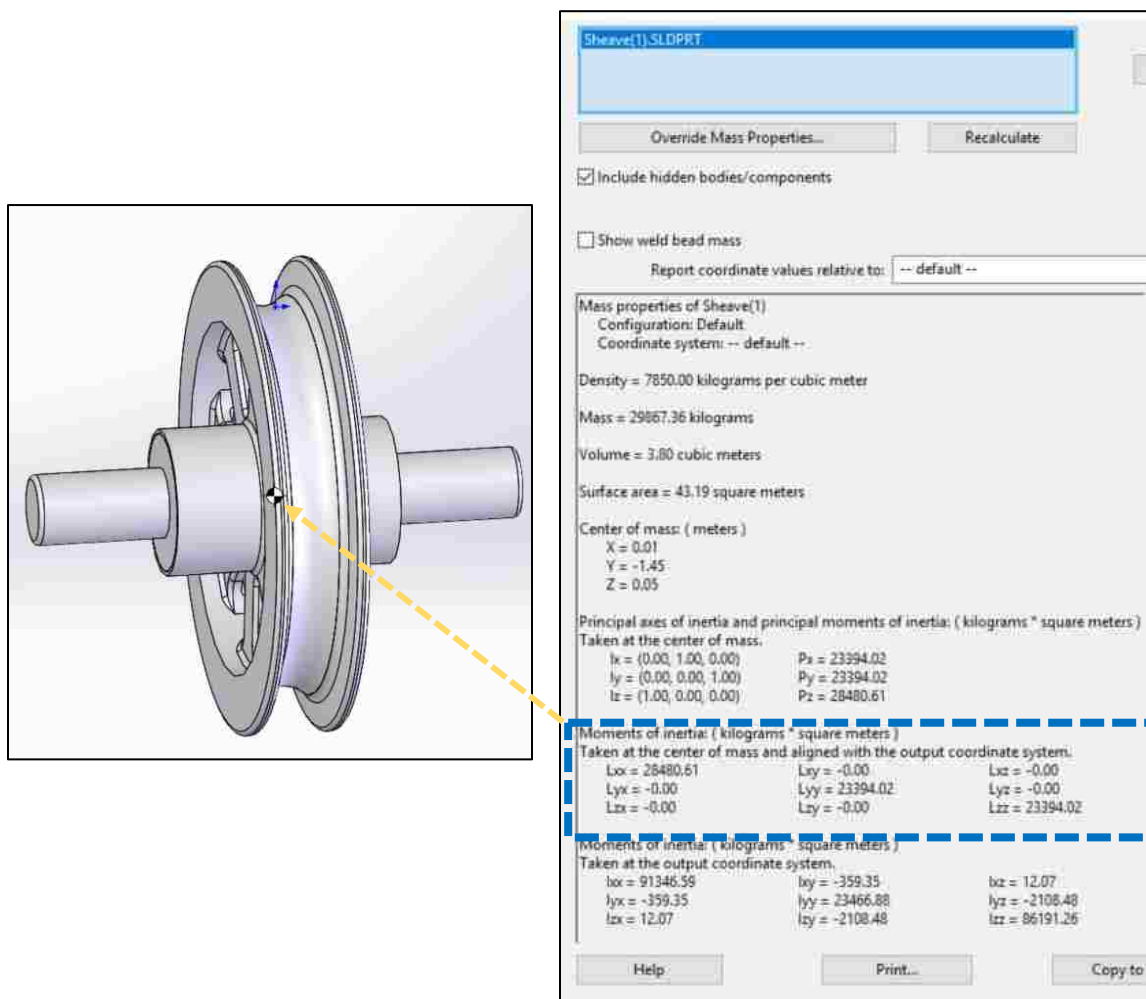 Sheave(1).SLDPRT
Override Mass Properties... Recalculate
Include hidden bodies/components
Show weld bead mass
Report coordinate values relative to: -- default --
Mass properties of Sheave(1)
Configuration: Default
Coordinate system: -- default --
Density = 7850.00 kilograms per cubic meter
Mass = 29867.36 kilograms
Volume = 3.80 cubic meters
Surface area = 43.19 square meters
Center of mass: ( meters )
X = 0.01
Y = -1.45
Z = 0.05
Principal axes of inertia and principal moments of inertia: ( kilograms * square meters )
Taken at the center of mass.
Ix = (0.00, 1.00, 0.00) Px = 23394.02
Iy = (0.00, 0.00, 1.00) Py = 23394.02
Iz = (1.00, 0.00, 0.00) Pz = 28480.61
Moments of inertia: ( kilograms * square meters )
Taken at the center of mass and aligned with the output coordinate system.
Lxx = 28480.61 Lxy = -0.00 Lxz = -0.00
Lyx = -0.00 Lyy = 23394.02 Lyz = -0.00
Lzx = -0.00 Lzy = -0.00 Lzz = 23394.02
Moments of inertia: ( kilograms * square meters )
Taken at the output coordinate system.
Ixx = 91346.59 Ixy = -359.35 Ixz = 12.07
Iyx = -359.35 Iyy = 23466.88 Iyz = -2108.48
Izx = 12.07 Izy = -2108.48 Izz = 86191.26
Help Print... Copy to